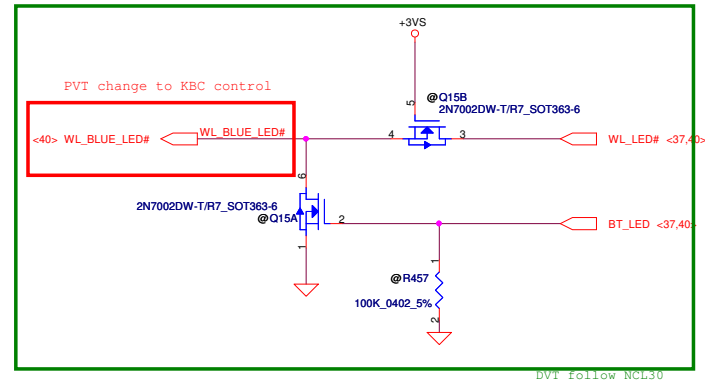 +3VS
PVT change to KBC control
5
@Q15B
2N7002DW-T/R7_SOT363-6
<40> WL_BLUE_LED#
WL_BLUE_LED#
4
3
WL_LED# <37,40>
6
2N7002DW-T/R7_SOT363-6
@Q15A
2
BT_LED <37,40>
1
1
@R457
100K_0402_5%
2
DVT follow NCL30